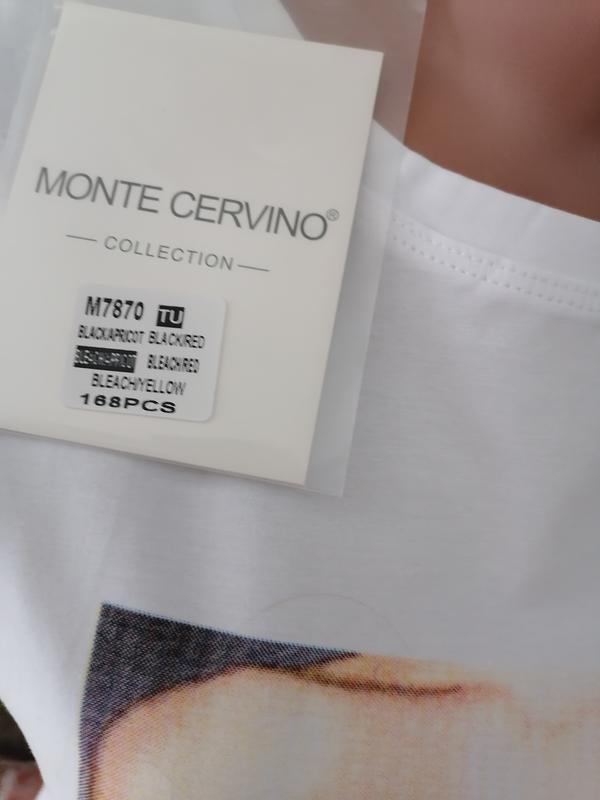 MONTE CERVINO®
COLLECTION
M7870 TU
BLACK/APRICOT BLACK/RED
BLEACH/APRICOT BLEACH/RED
BLEACH/YELLOW
168PCS